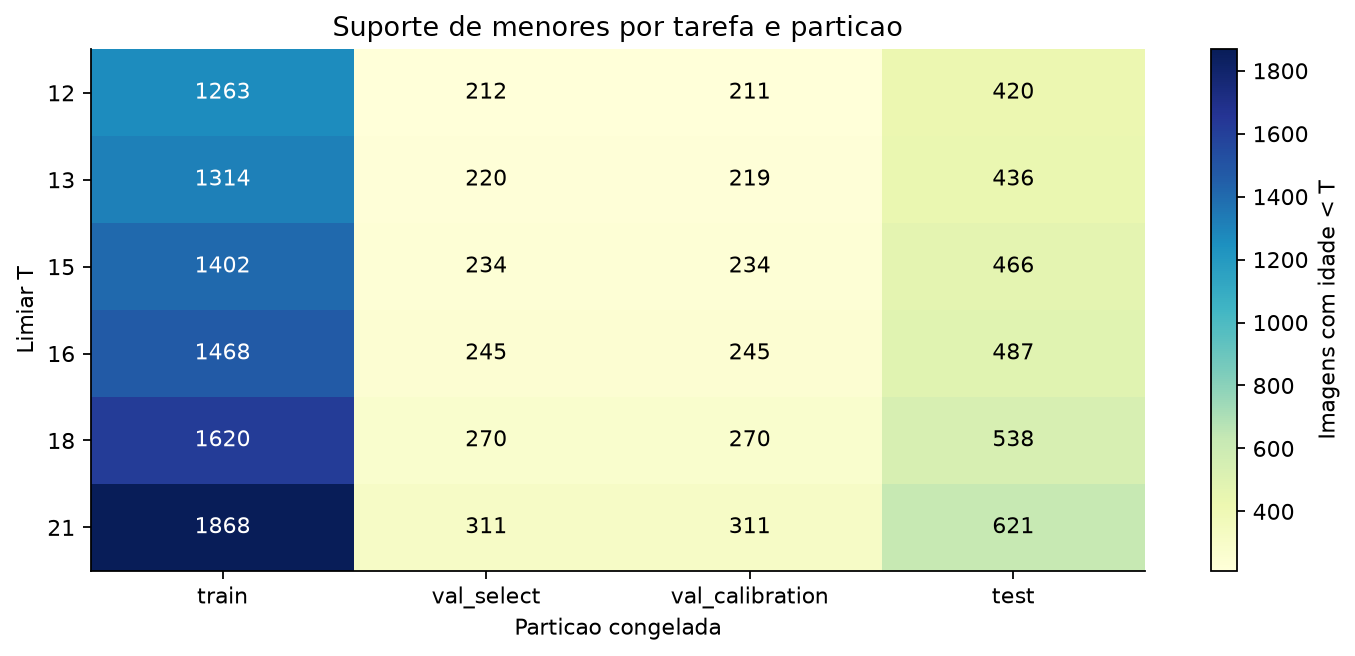 Suporte de menores por tarefa e particao
12 1263 212 211 420
13 1314 220 219 436
15 1402 234 234 466
16 1468 245 245 487
18 1620 270 270 538
21 1868 311 311 621
Limiar T
train val_select val_calibration test
Particao congelada
1800
1600
1400
1200
1000
800
600
400
Imagens com idade < T